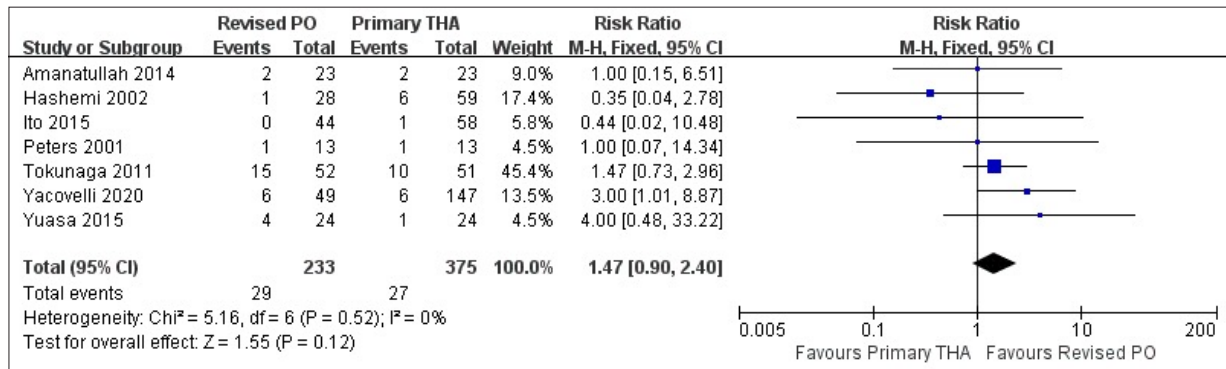 Revised PO Primary THA Risk Ratio Risk Ratio
Study or Subgroup Events Total Events Total Weight M-H, Fixed, 95% CI M-H, Fixed, 95% CI
Amanatullah 2014 2 23 2 23 9.0% 1.00 [0.15, 6.51]
Hashemi 2002 1 28 6 59 17.4% 0.35 [0.04, 2.78]
Ito 2015 0 44 1 58 5.8% 0.44 [0.02, 10.48]
Peters 2001 1 13 1 13 4.5% 1.00 [0.07, 14.34]
Tokunaga 2011 15 52 10 51 45.4% 1.47 [0.73, 2.96]
Yacovelli 2020 6 49 6 147 13.5% 3.00 [1.01, 8.87]
Yuasa 2015 4 24 1 24 4.5% 4.00 [0.48, 33.22]
Total (95% CI) 233 375 100.0% 1.47 [0.90, 2.40]
Total events 29 27
Heterogeneity: Chi² = 5.16, df = 6 (P = 0.52); I² = 0%
Test for overall effect: Z = 1.55 (P = 0.12)
0.005 0.1 1 10 200
Favours Primary THA Favours Revised PO